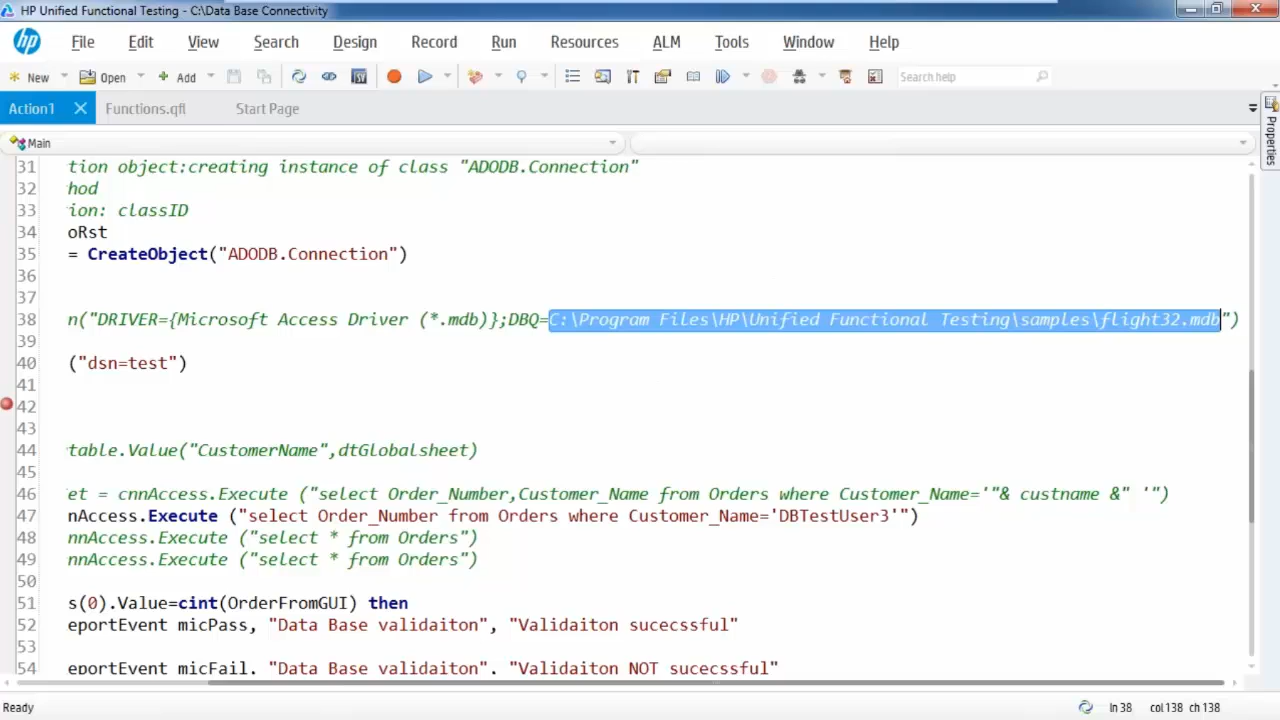 HP Unified Functional Testing - C:\Data Base Connectivity
hp File Edit View Search Design Record Run Resources ALM Tools Window Help
New Open Add Search help
Action1 Functions.qfl Start Page
Properties
Main
31 tion object:creating instance of class "ADODB.Connection"
32 hod
33 ion: classID
34 oRst
35 = CreateObject("ADODB.Connection")
36
37
38 n("DRIVER={Microsoft Access Driver (*.mdb)};DBQ=C:\Program Files\HP\Unified Functional Testing\samples\flight32.mdb")
39
40 ("dsn=test")
41
42
43
44 table.Value("CustomerName",dtGlobalsheet)
45
46 et = cnnAccess.Execute ("select Order_Number,Customer_Name from Orders where Customer_Name='"& custname &" '")
47 nAccess.Execute ("select Order_Number from Orders where Customer_Name='DBTestUser3'")
48 nnAccess.Execute ("select * from Orders")
49 nnAccess.Execute ("select * from Orders")
50
51 s(0).Value=cint(OrderFromGUI) then
52 eportEvent micPass, "Data Base validaiton", "Validaiton sucecssful"
53
54 eportEvent micFail, "Data Base validaiton", "Validaiton NOT sucecssful"
Ready ln 38 col 138 ch 138